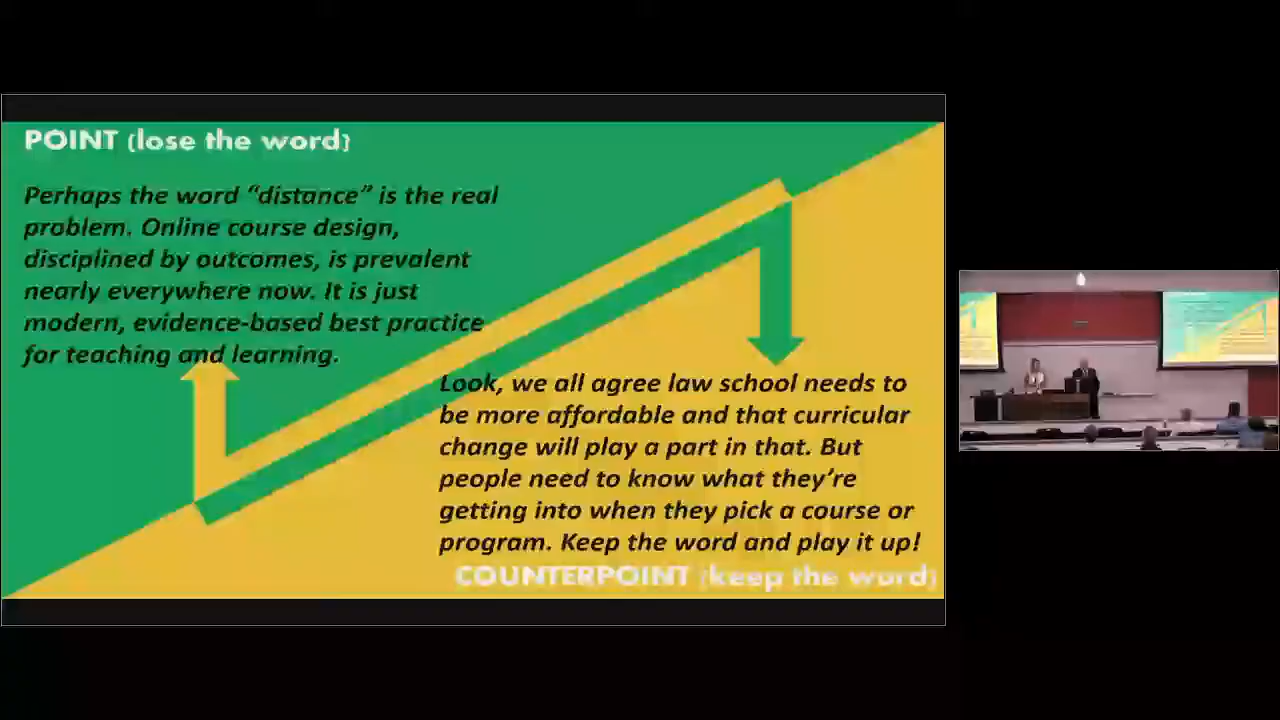 POINT (lose the word)
Perhaps the word “distance” is the real
problem. Online course design,
disciplined by outcomes, is prevalent
nearly everywhere now. It is just
modern, evidence-based best practice
for teaching and learning.
Look, we all agree law school needs to
be more affordable and that curricular
change will play a part in that. But
people need to know what they’re
getting into when they pick a course or
program. Keep the word and play it up!
COUNTERPOINT (keep the word)